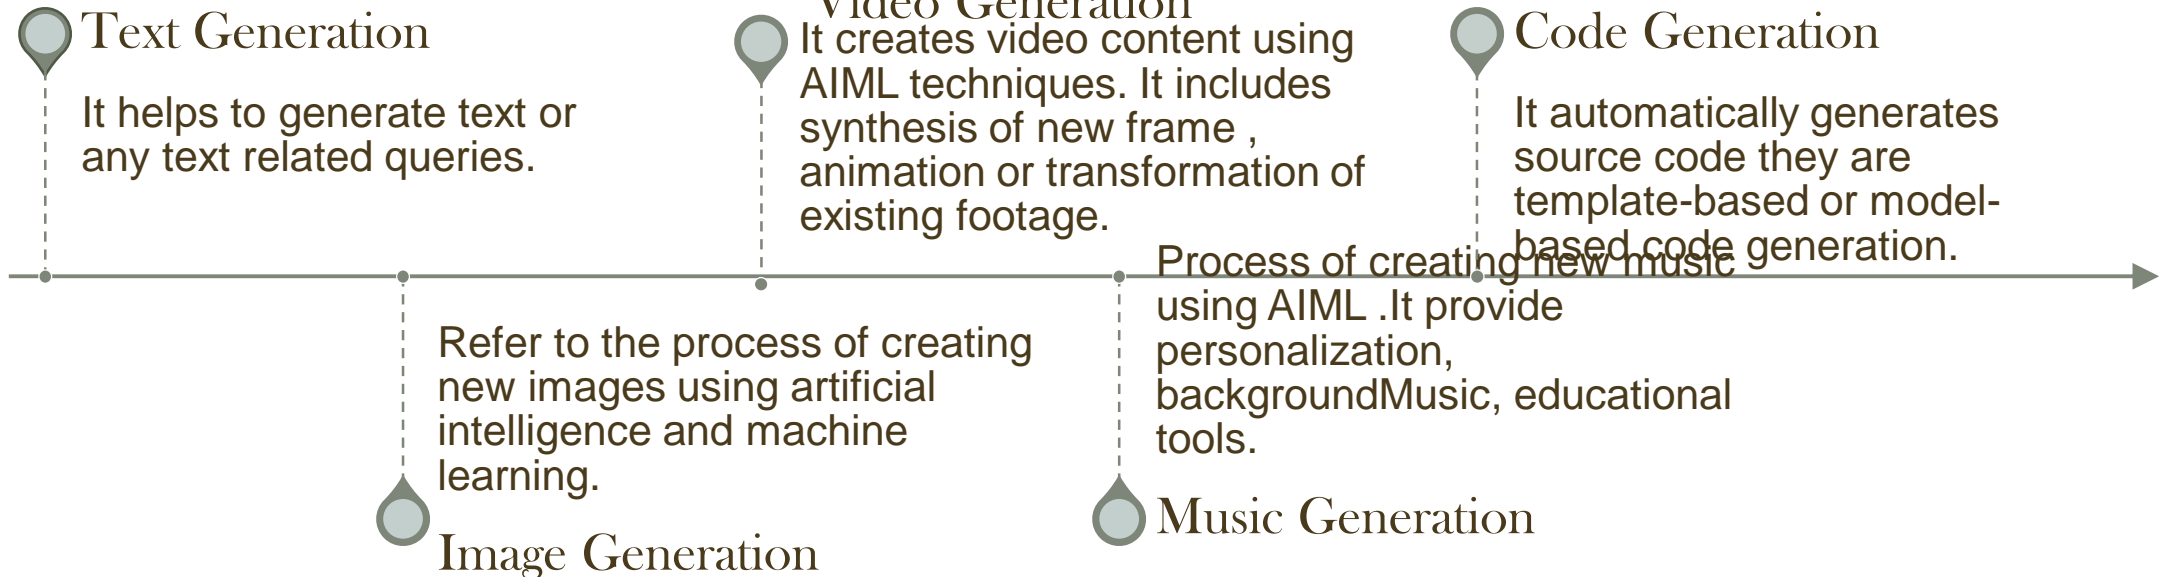 Text Generation
It helps to generate text or
any text related queries.
Refer to the process of creating
new images using artificial
intelligence and machine
learning.
Image Generation
Video Generation
It creates video content using
AIML techniques. It includes
synthesis of new frame ,
animation or transformation of
existing footage.
Process of creating new music
using AIML .It provide
personalization,
backgroundMusic, educational
tools.
Music Generation
Code Generation
It automatically generates
source code they are
template-based or model-
based code generation.